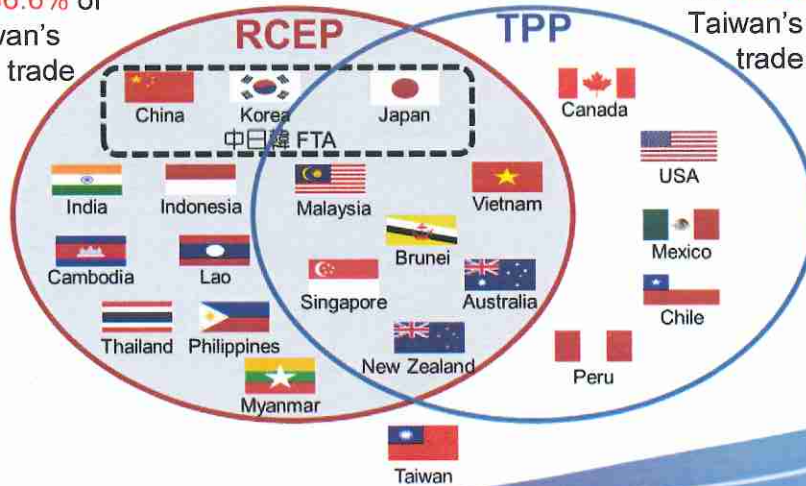 of
wan's
trade
RCEP
TPP
Taiwan's
trade
China
Korea
Japan
Canada
中日韓 FTA
USA
India
Indonesia
Malaysia
Vietnam
Mexico
Brunei
Cambodia
Lao
Singapore
Australia
Chile
Thailand
Philippines
New Zealand
Peru
Myanmar
Taiwan